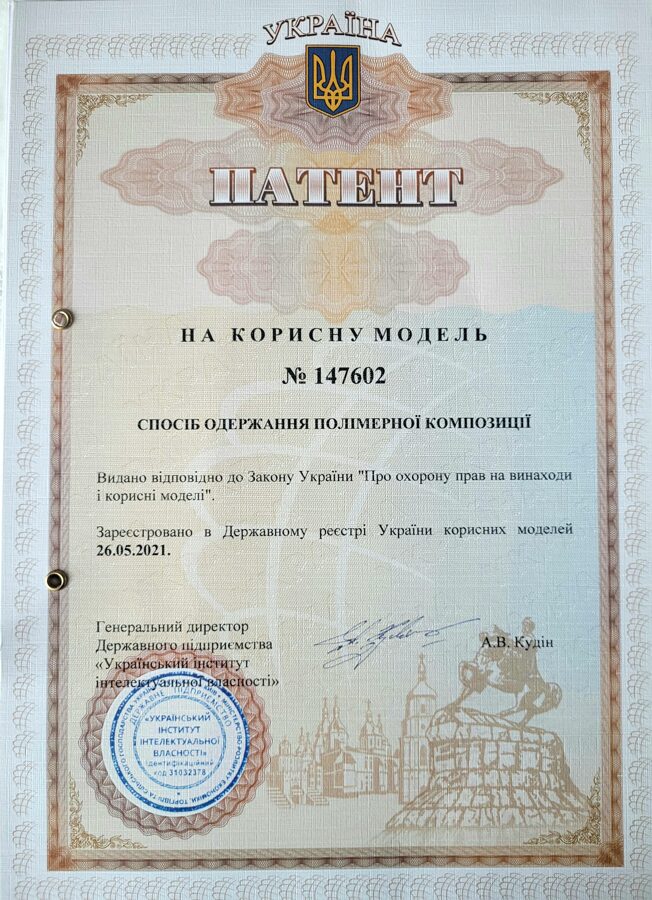 УКРАЇНА
ПАТЕНТ
НА КОРИСНУ МОДЕЛЬ
№ 147602
СПОСІБ ОДЕРЖАННЯ ПОЛІМЕРНОЇ КОМПОЗИЦІЇ
Видано відповідно до Закону України "Про охорону прав на винаходи
і корисні моделі".
Зареєстровано в Державному реєстрі України корисних моделей
26.05.2021.
Генеральний директор
Державного підприємства
«Український інститут
інтелектуальної власності»
А.В. Кудін
ДЕРЖАВНЕ ПІДПРИЄМСТВО
«УКРАЇНСЬКИЙ
ІНСТИТУТ
ІНТЕЛЕКТУАЛЬНОЇ
ВЛАСНОСТІ»
Ідентифікаційний
код 31032378